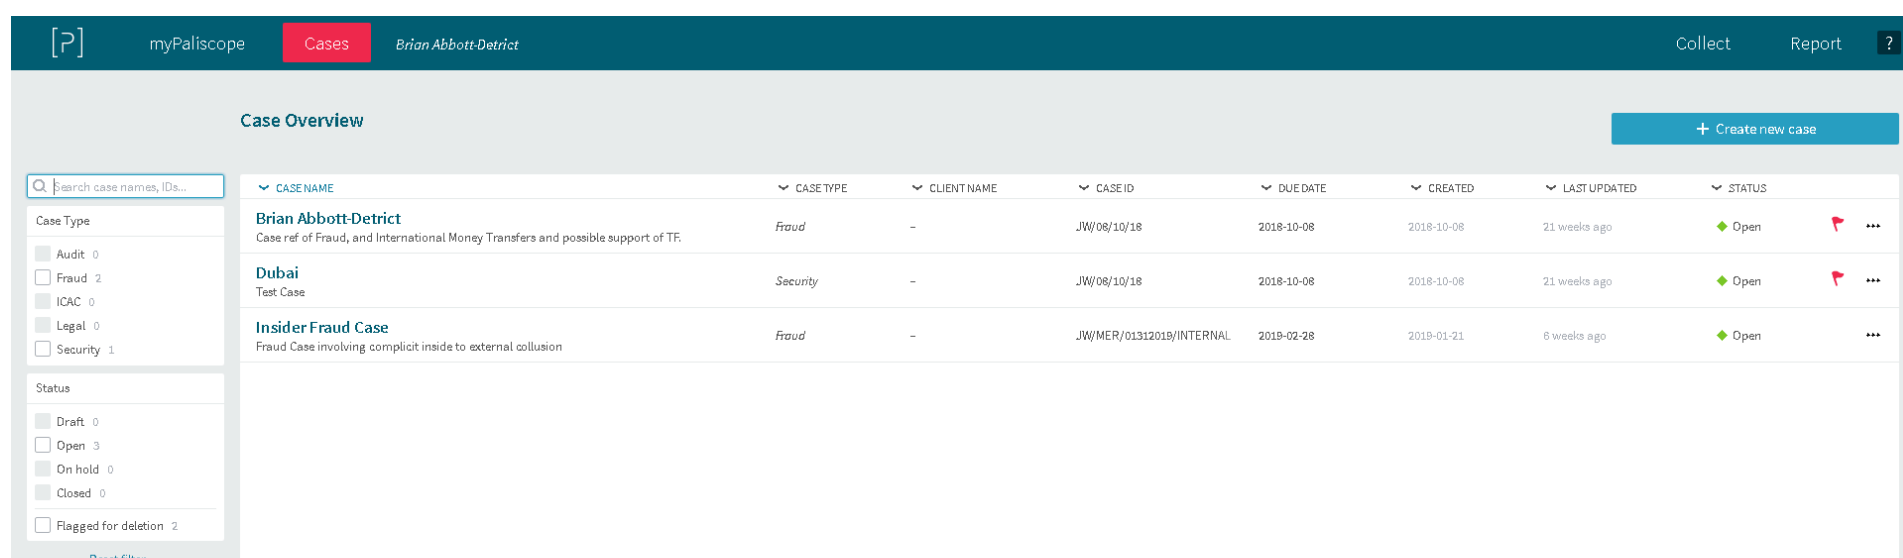 [P] myPaliscope Cases Brian Abbott-Detrict Collect Report ?
Case Overview
+ Create new case
Search case names, IDs...
CASE NAME CASE TYPE CLIENT NAME CASE ID DUE DATE CREATED LAST UPDATED STATUS
Brian Abbott-Detrict
Case ref of Fraud, and International Money Transfers and possible support of TF.
Fraud - JW/08/10/18 2018-10-08 2018-10-08 21 weeks ago Open
Dubai
Test Case
Security - JW/08/10/18 2018-10-08 2018-10-08 21 weeks ago Open
Insider Fraud Case
Fraud Case involving complicit inside to external collusion
Fraud - JW/MER/01312019/INTERNAL 2019-02-28 2019-01-21 6 weeks ago Open
Case Type
Audit 0
Fraud 2
ICAC 0
Legal 0
Security 1
Status
Draft 0
Open 3
On hold 0
Closed 0
Flagged for deletion 2
Reset filter